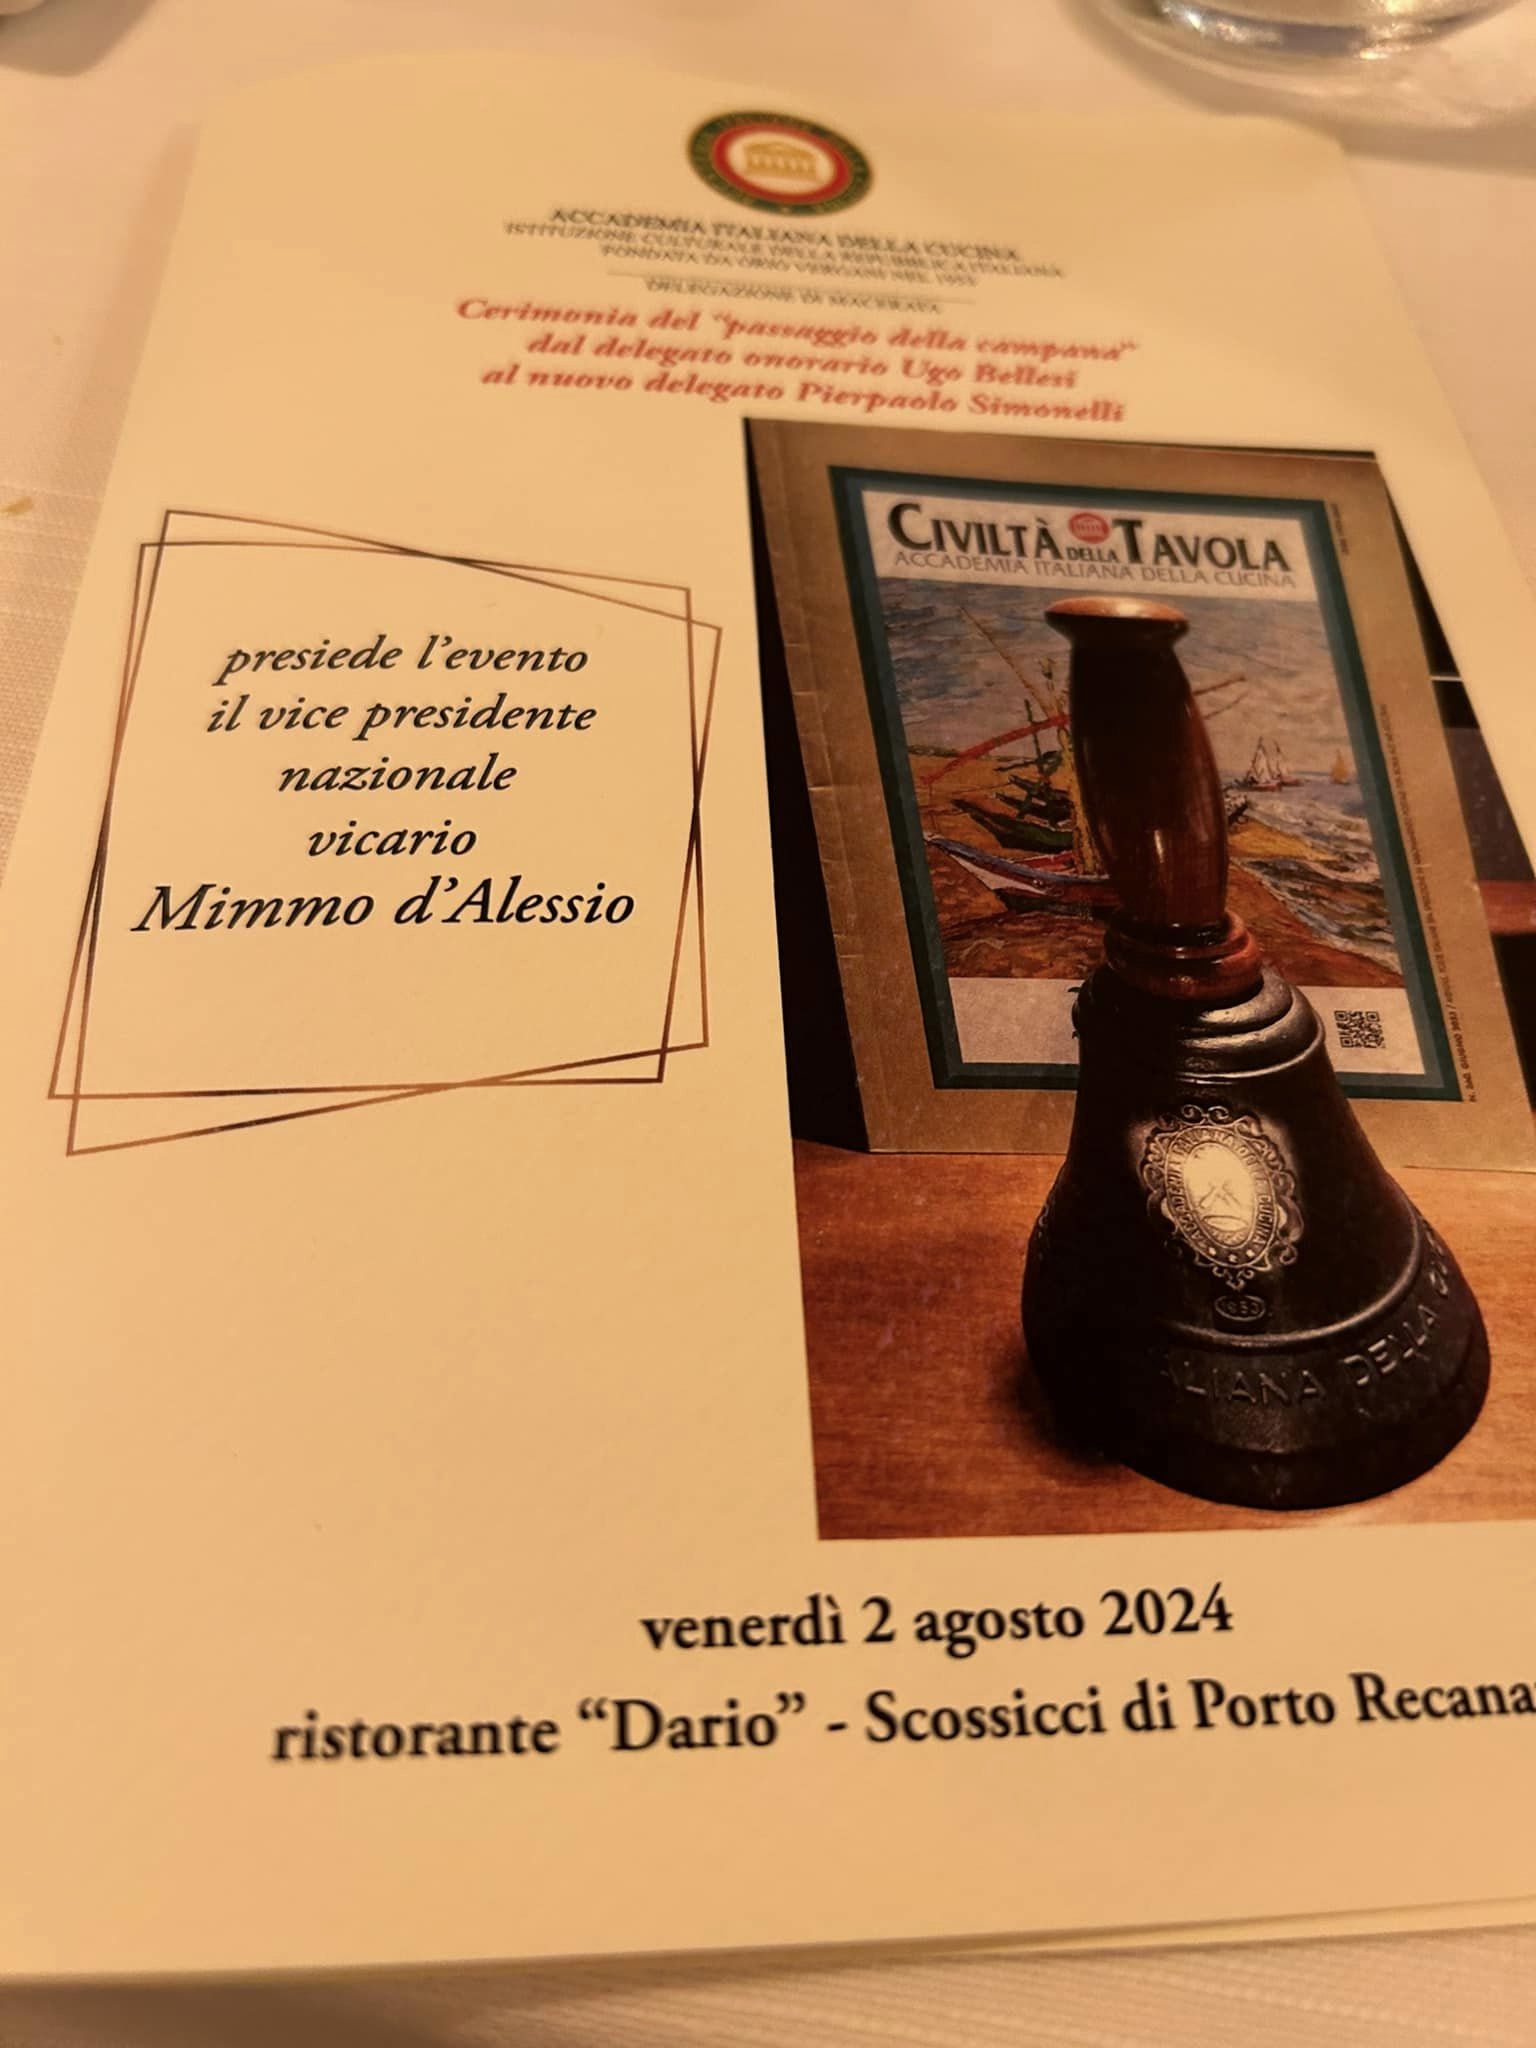 ACCADEMIA ITALIANA DELLA CUCINA
ISTITUZIONE CULTURALE DELLA REPUBBLICA ITALIANA
FONDATA DA ORIO VERGANI NEL 1953
DELEGAZIONE DI MACERATA
Cerimonia del “passaggio della campana”
dal delegato onorario Ugo Bellesi
al nuovo delegato Pierpaolo Simonelli
presiede l’evento
il vice presidente
nazionale
vicario
Mimmo d’Alessio
CIVILTÀ DELLA TAVOLA
ACCADEMIA ITALIANA DELLA CUCINA
1953
ALIANA DELLA
venerdì 2 agosto 2024
ristorante “Dario” - Scossicci di Porto Recana